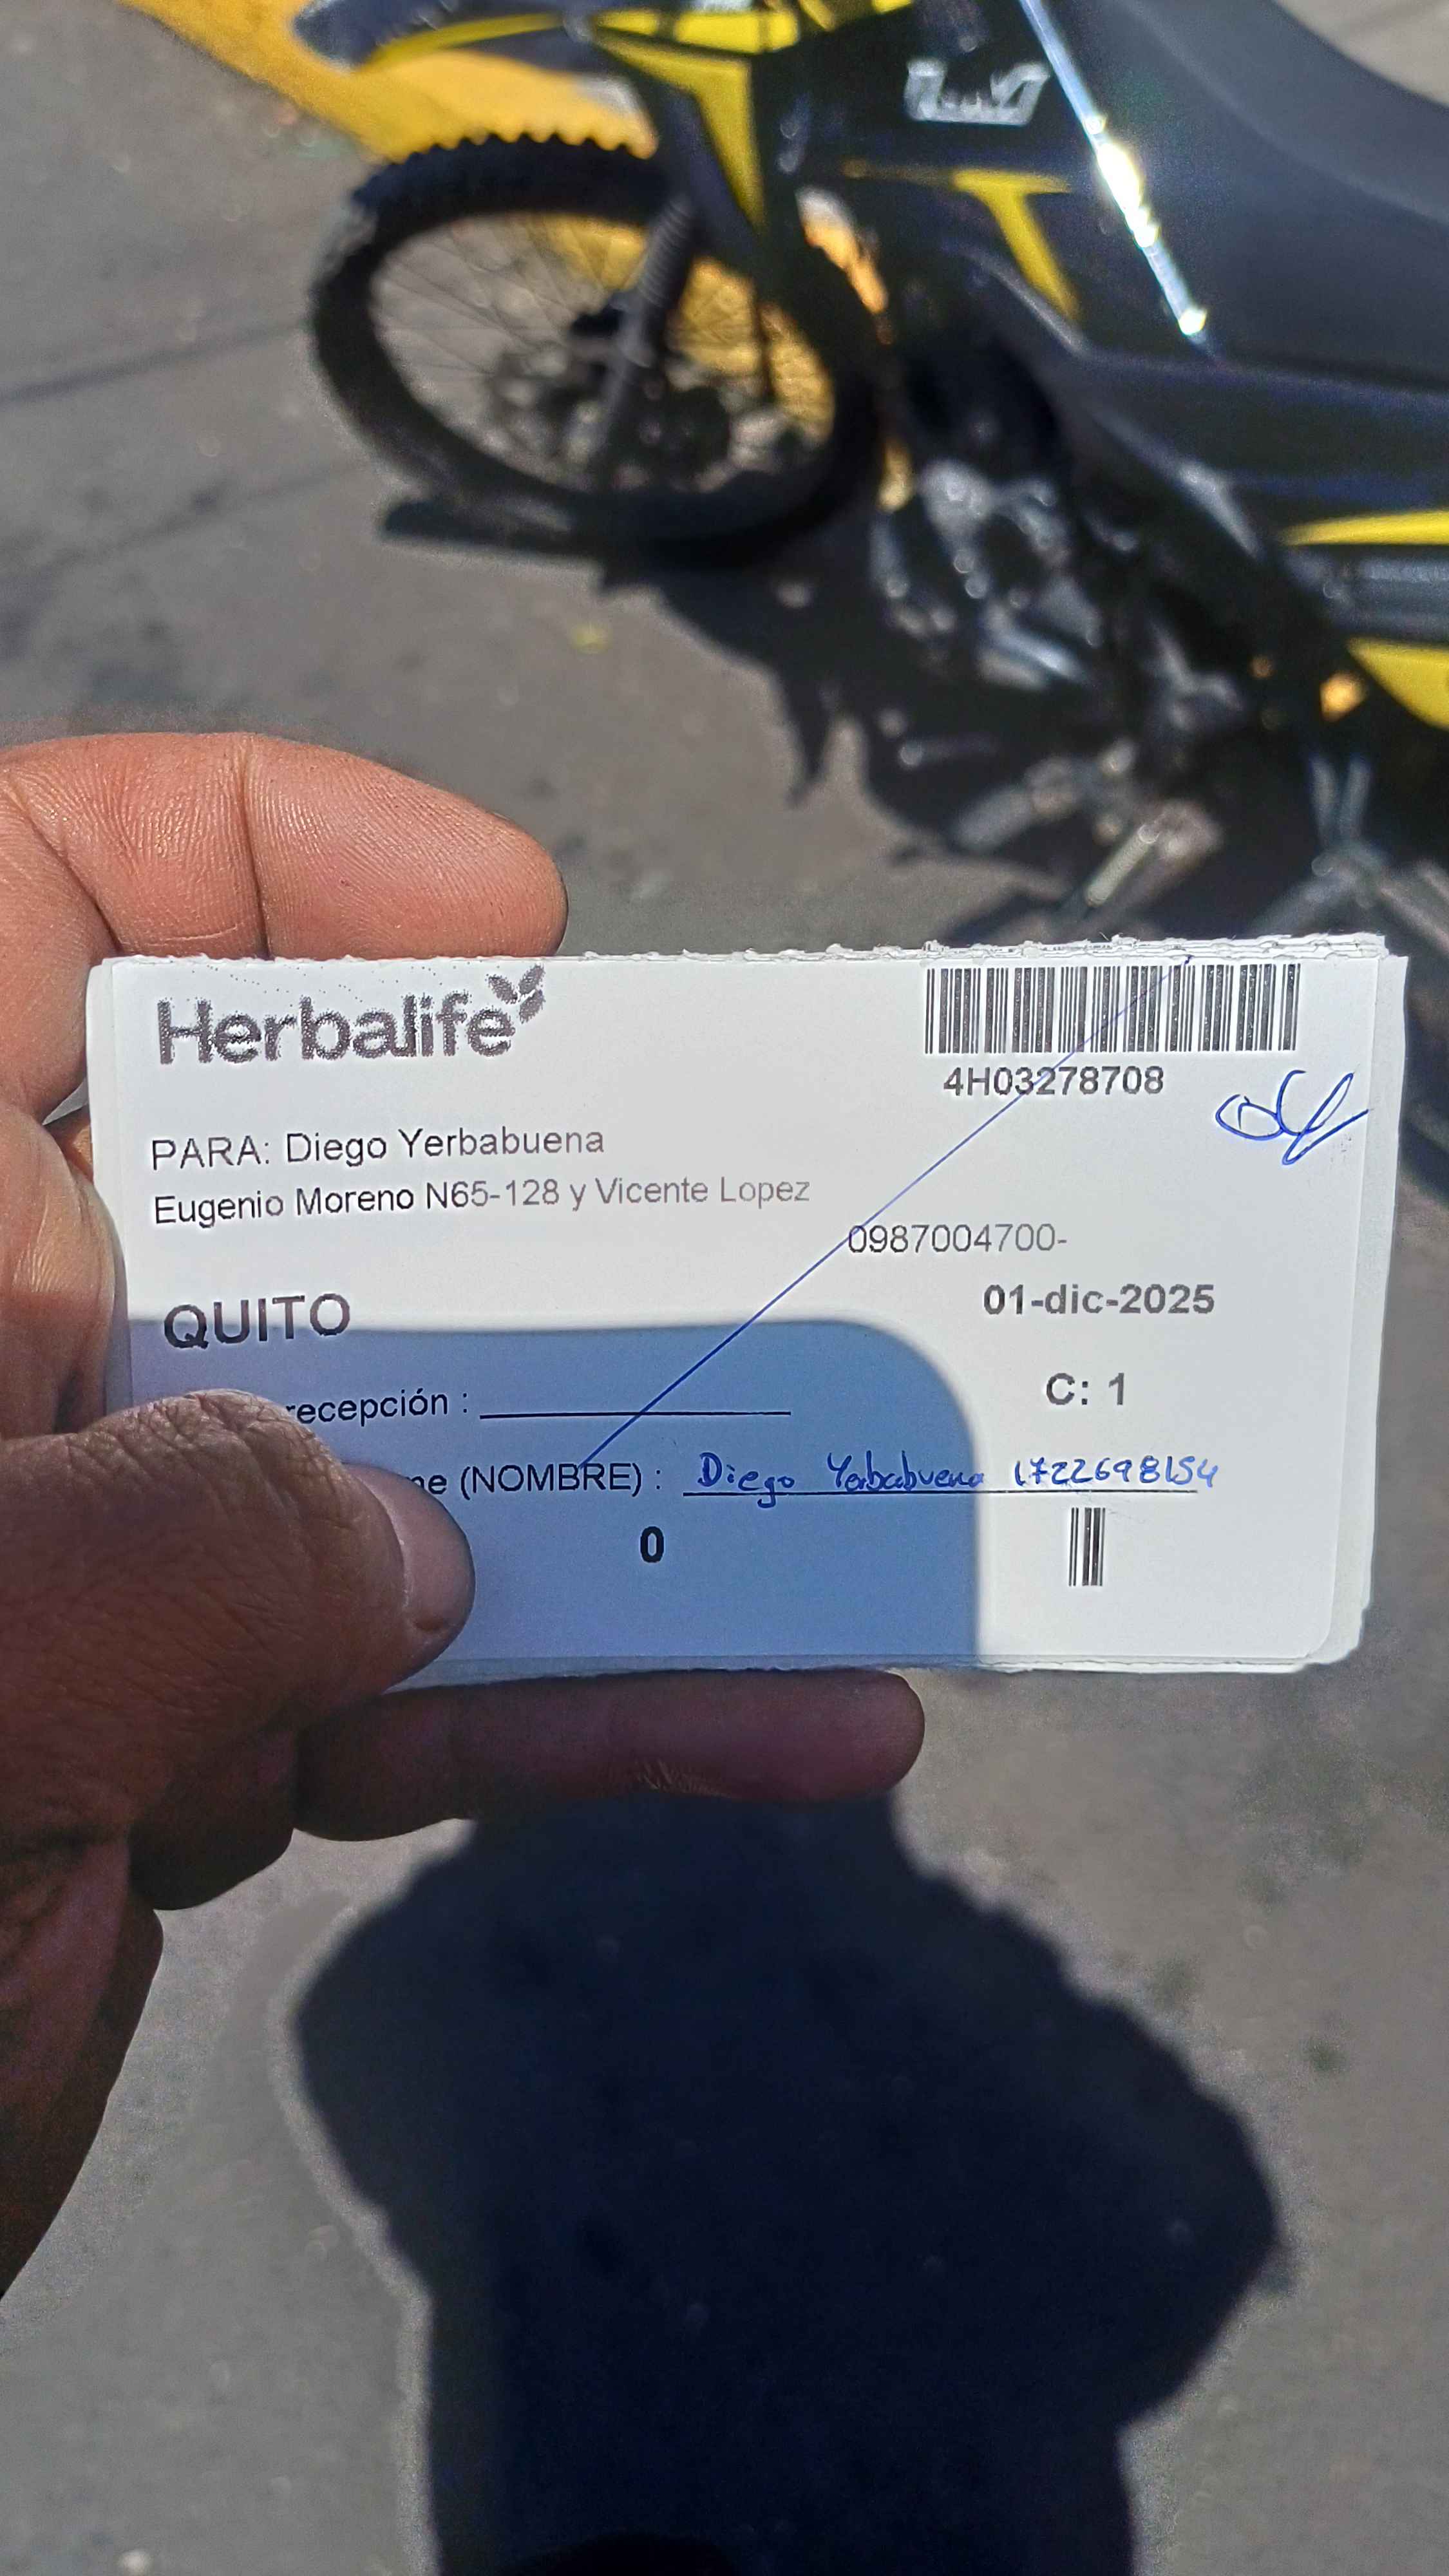 Herbalife
4H03278708
PARA: Diego Yerbabuena
Eugenio Moreno N65-128 y Vicente Lopez
0987004700-
QUITO
01-dic-2025
recepción :
C: 1
(NOMBRE) : Diego Yerbabuena 1722698154
0